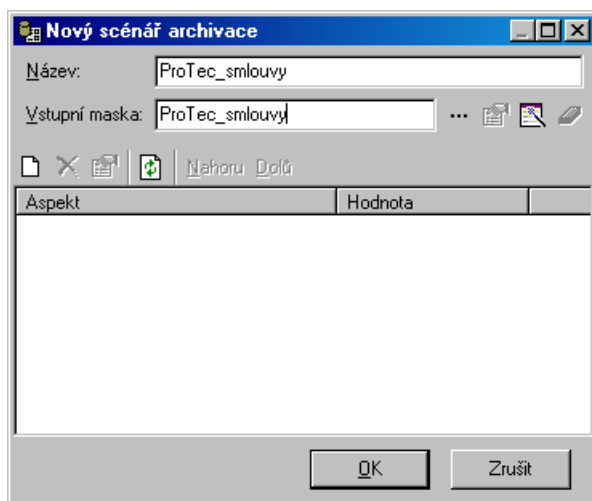 Nový scénář archivace
Název: ProTec_smlouvy
Vstupní maska: ProTec_smlouvy ...
Nahoru Dolů
Aspekt Hodnota
OK Zrušit